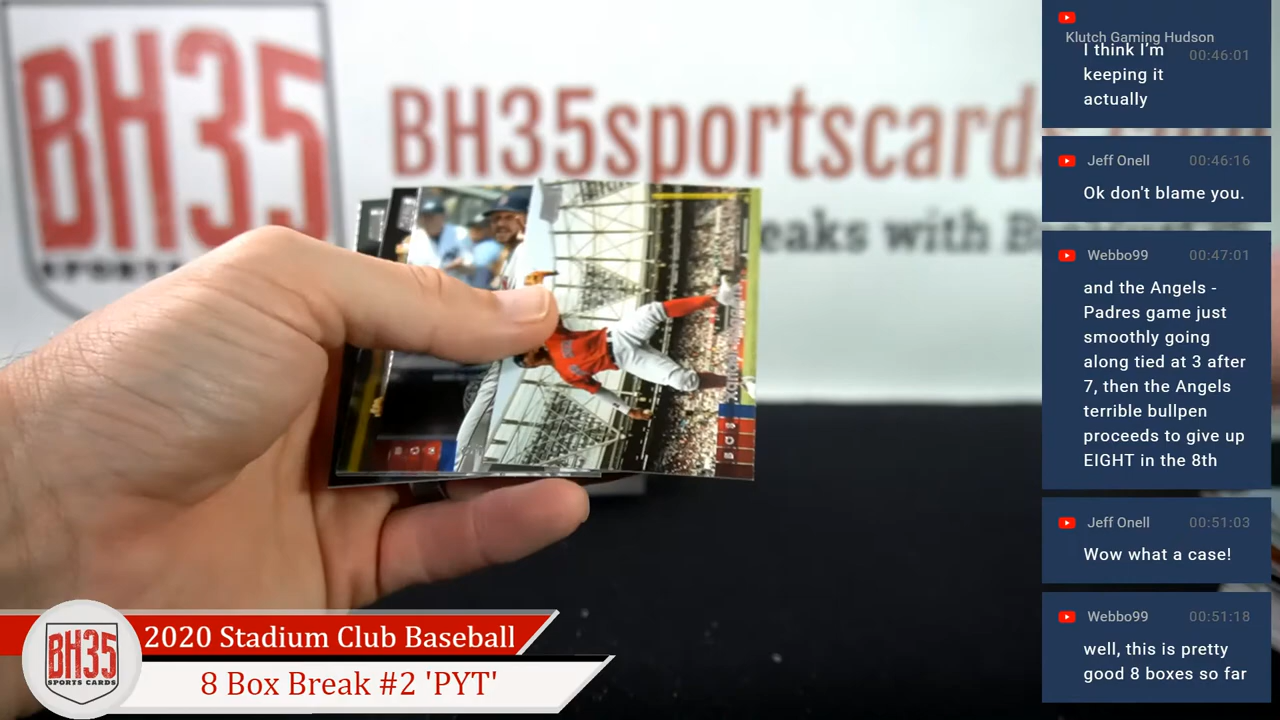 BH35
SPORTS CARDS
BH35sportscards
eaks with B
Klutch Gaming Hudson
I think I'm
keeping it
actually
00:46:01
Jeff Onell 00:46:16
Ok don't blame you.
Webbo99 00:47:01
and the Angels -
Padres game just
smoothly going
along tied at 3 after
7, then the Angels
terrible bullpen
proceeds to give up
EIGHT in the 8th
Jeff Onell 00:51:03
Wow what a case!
Webbo99 00:51:18
well, this is pretty
good 8 boxes so far
BH35
SPORTS CARDS
2020 Stadium Club Baseball
8 Box Break #2 'PYT'